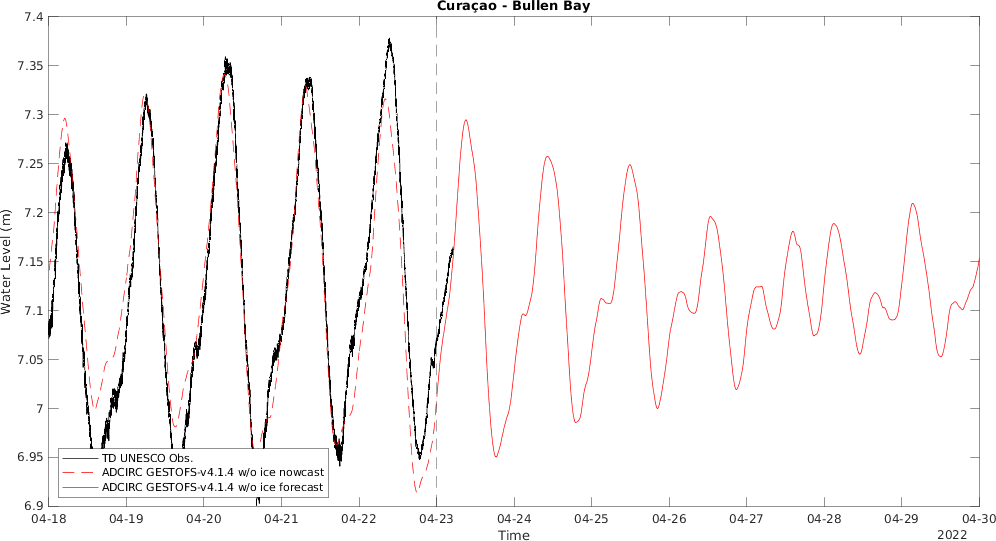 Curaçao - Bullen Bay
Water Level (m)
7.4
7.35
7.3
7.25
7.2
7.15
7.1
7.05
7
6.95
6.9
TD UNESCO Obs.
ADCIRC GESTOFS-v4.1.4 w/o ice nowcast
ADCIRC GESTOFS-v4.1.4 w/o ice forecast
04-18 04-19 04-20 04-21 04-22 04-23 04-24 04-25 04-26 04-27 04-28 04-29 04-30
Time
2022